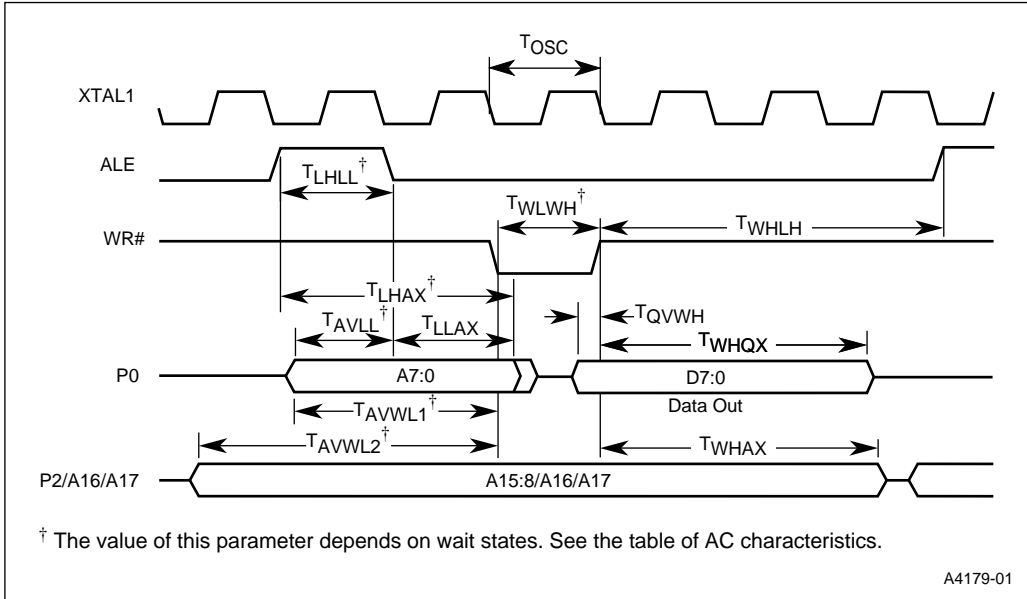 TOSC
XTAL1
ALE
TLHLL†
TWLWH†
TWHLH
WR#
TLHAX†
TQVWH
TAVLL†
TLLAX
TWHQX
P0
A7:0
D7:0
Data Out
TAVWL1†
TAVWL2†
TWHAX
P2/A16/A17
A15:8/A16/A17
† The value of this parameter depends on wait states. See the table of AC characteristics.
A4179-01